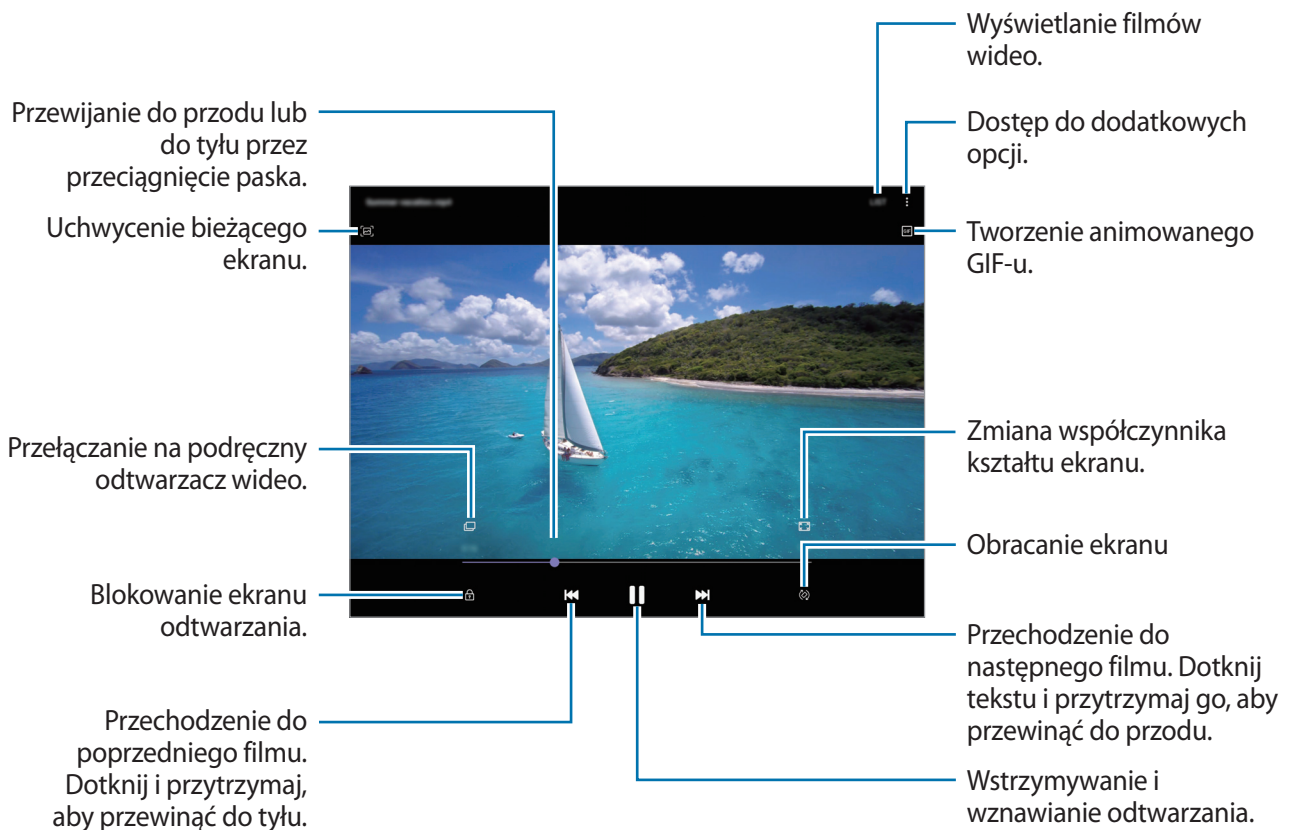 Wyświetlanie filmów
wideo.
Przewijanie do przodu lub
do tyłu przez
przeciągnięcie paska.
Dostęp do dodatkowych
opcji.
Uchwycenie bieżącego
ekranu.
Tworzenie animowanego
GIF-u.
Przełączanie na podręczny
odtwarzacz wideo.
Zmiana współczynnika
kształtu ekranu.
Obracanie ekranu
Blokowanie ekranu
odtwarzania.
Przechodzenie do
następnego filmu. Dotknij
tekstu i przytrzymaj go, aby
przewinąć do przodu.
Przechodzenie do
poprzedniego filmu.
Dotknij i przytrzymaj,
aby przewinąć do tyłu.
Wstrzymywanie i
wznawianie odtwarzania.